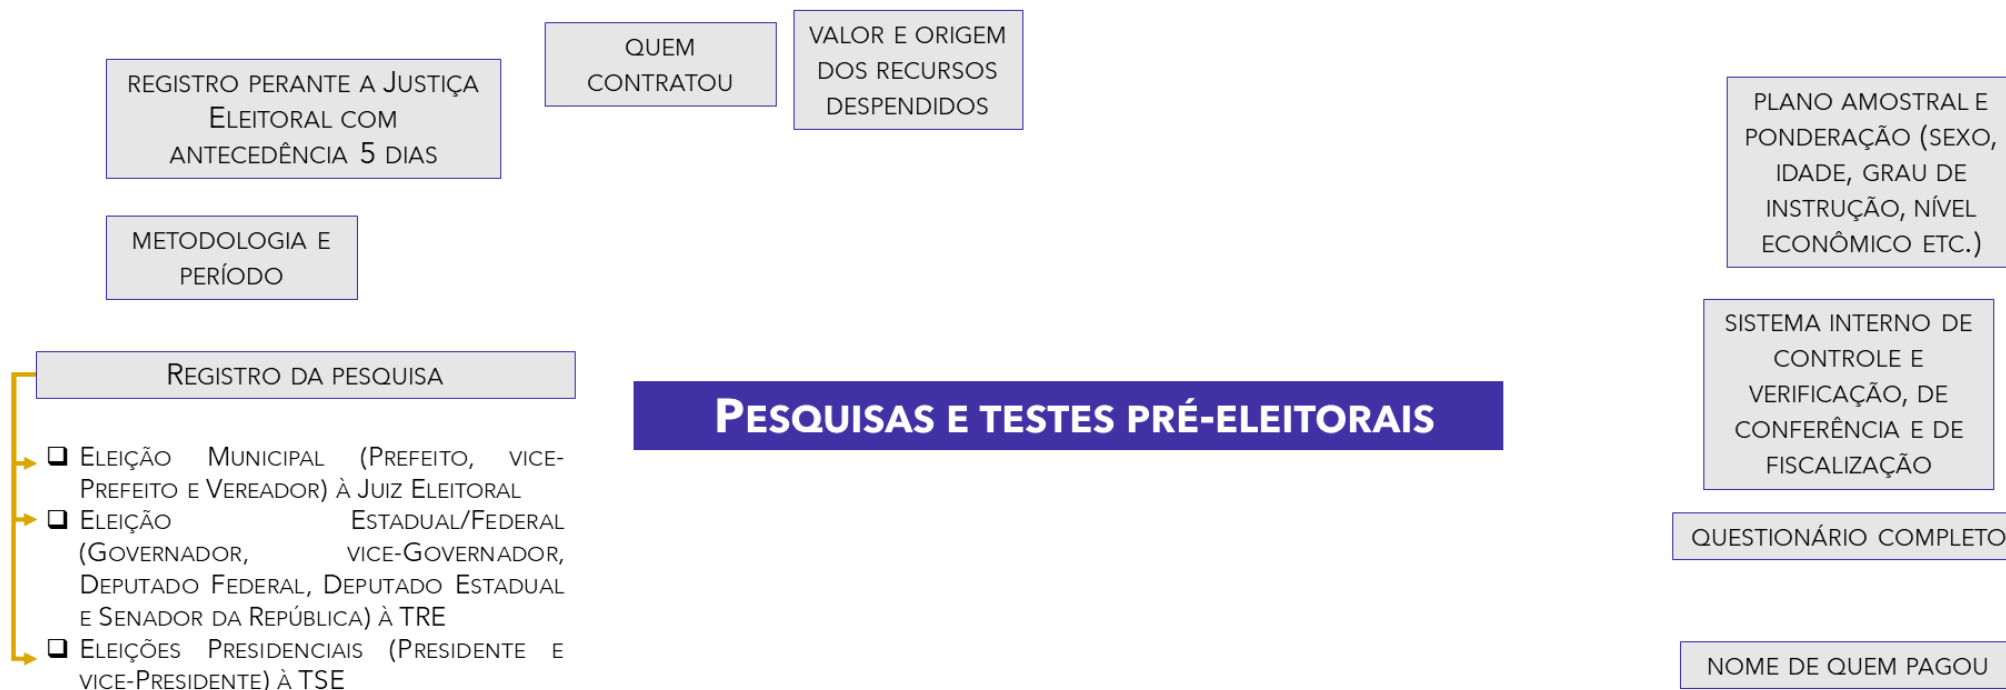 REGISTRO PERANTE A JUSTIÇA
ELEITORAL COM
ANTECEDÊNCIA 5 DIAS
QUEM
CONTRATOU
VALOR E ORIGEM
DOS RECURSOS
DESPENDIDOS
PLANO AMOSTRAL E
PONDERAÇÃO (SEXO,
IDADE, GRAU DE
INSTRUÇÃO, NÍVEL
ECONÔMICO ETC.)
METODOLOGIA E
PERÍODO
SISTEMA INTERNO DE
CONTROLE E
VERIFICAÇÃO, DE
CONFERÊNCIA E DE
FISCALIZAÇÃO
REGISTRO DA PESQUISA
PESQUISAS E TESTES PRÉ-ELEITORAIS
ELEIÇÃO MUNICIPAL (PREFEITO, VICE-
PREFEITO E VEREADOR) À JUIZ ELEITORAL
ELEIÇÃO ESTADUAL/FEDERAL
(GOVERNADOR, VICE-GOVERNADOR,
DEPUTADO FEDERAL, DEPUTADO ESTADUAL
E SENADOR DA REPÚBLICA) À TRE
ELEIÇÕES PRESIDENCIAIS (PRESIDENTE E
VICE-PRESIDENTE) À TSE
QUESTIONÁRIO COMPLETO
NOME DE QUEM PAGOU